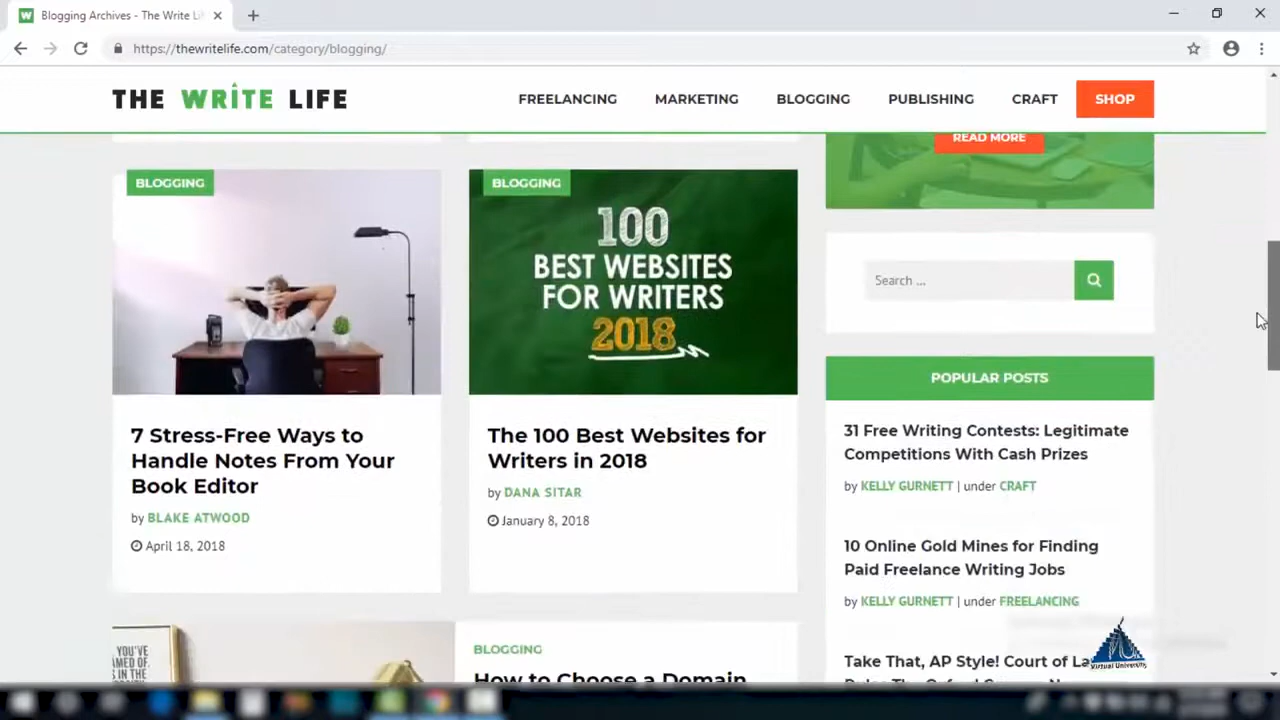 Blogging Archives - The Write Li
https://thewritelife.com/category/blogging/
THE WRITE LIFE
FREELANCING
MARKETING
BLOGGING
PUBLISHING
CRAFT
SHOP
READ MORE
BLOGGING
BLOGGING
100
BEST WEBSITES
FOR WRITERS
2018
7 Stress-Free Ways to
Handle Notes From Your
Book Editor
by BLAKE ATWOOD
April 18, 2018
The 100 Best Websites for
Writers in 2018
by DANA SITAR
January 8, 2018
Search ...
POPULAR POSTS
31 Free Writing Contests: Legitimate
Competitions With Cash Prizes
by KELLY GURNETT | under CRAFT
10 Online Gold Mines for Finding
Paid Freelance Writing Jobs
by KELLY GURNETT | under FREELANCING
Take That, AP Style! Court of
YOU'VE
AMED OF.
S IN THE
BLOGGING
How to Choose a Domain
Virtual University